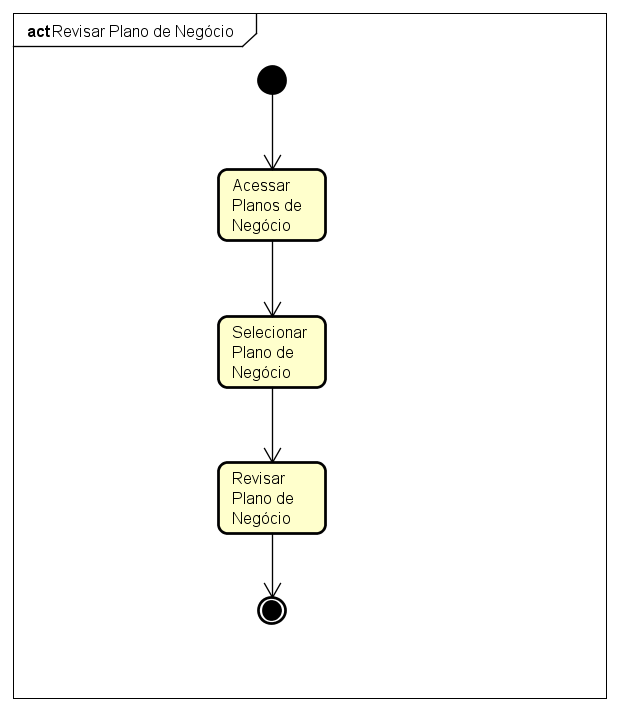 act Revisar Plano de Negócio
Acessar
Planos de
Negócio
Selecionar
Plano de
Negócio
Revisar
Plano de
Negócio